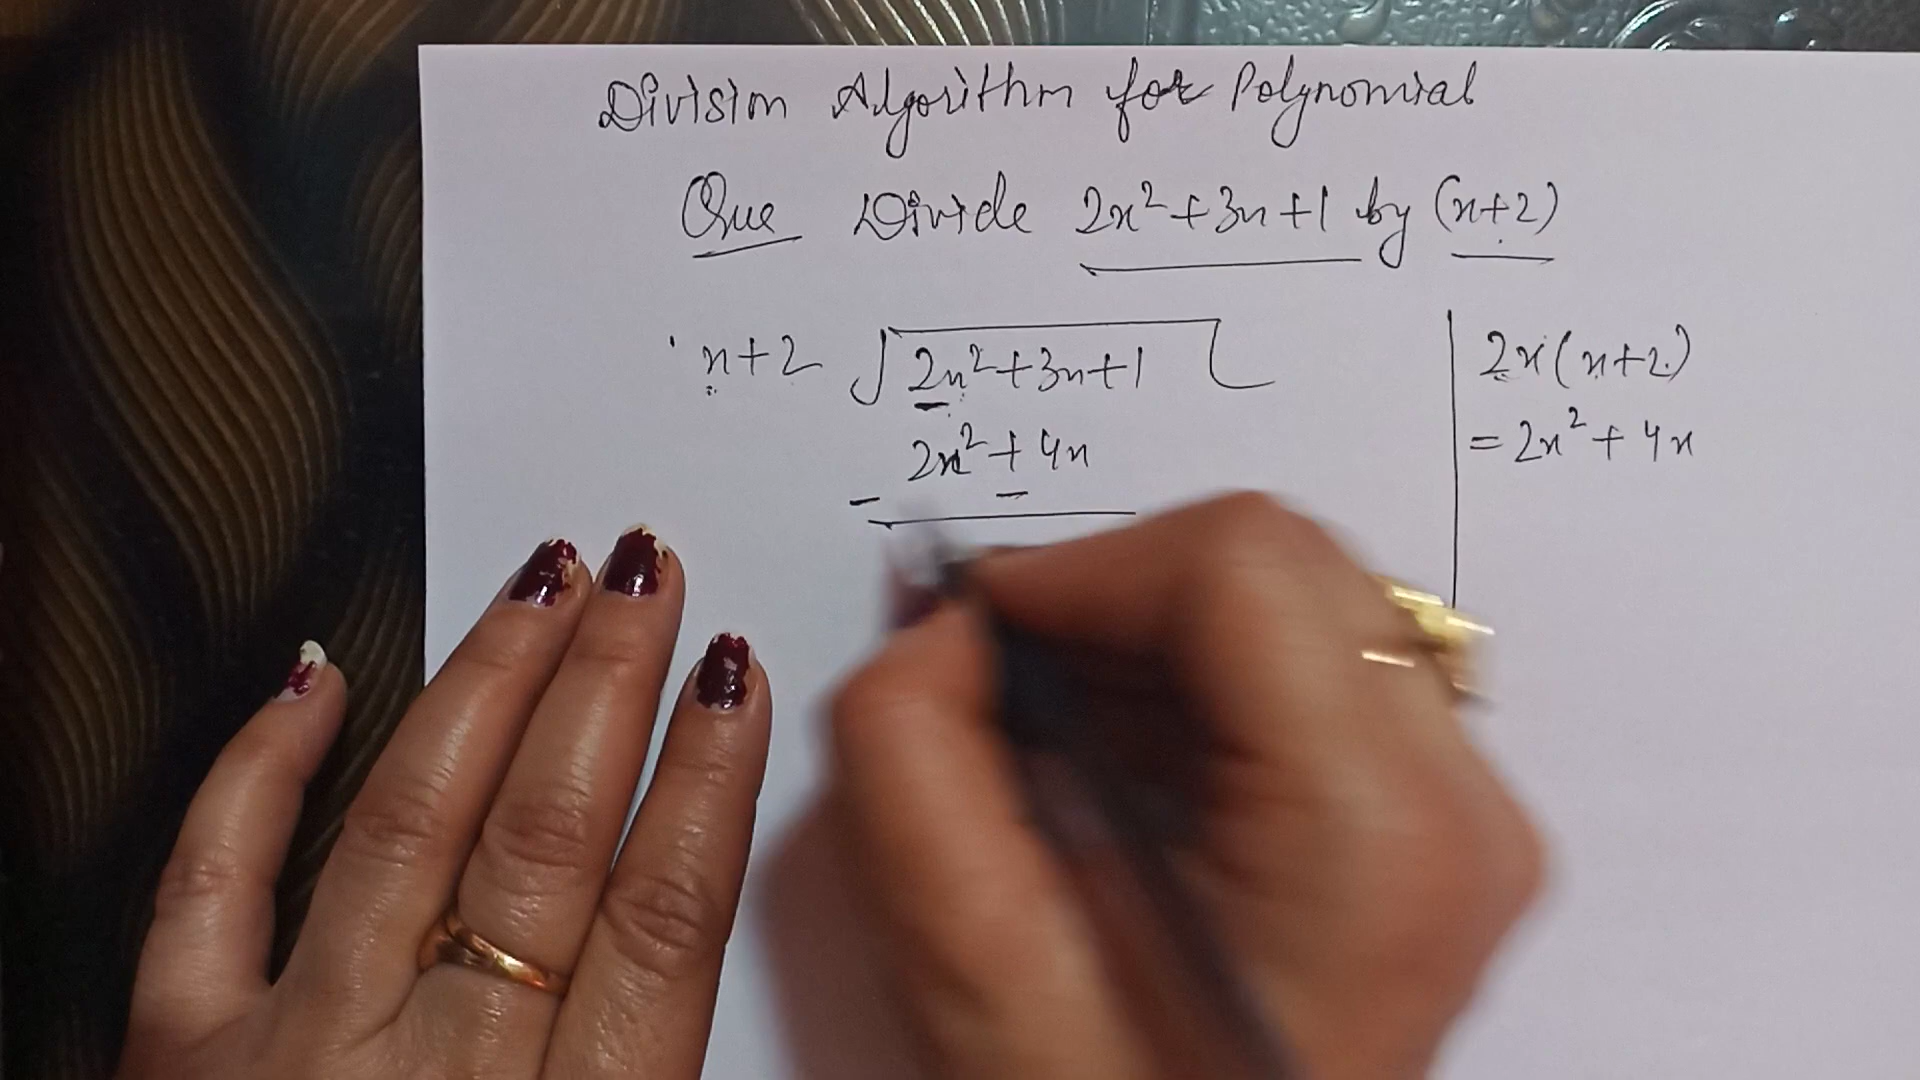 Division Algorithm for Polynomial
Que Divide 2x²+3x+1 by (x+2)
x+2 2x²+3x+1
2x²+4x
- -
2x(x+2)
=2x²+4x